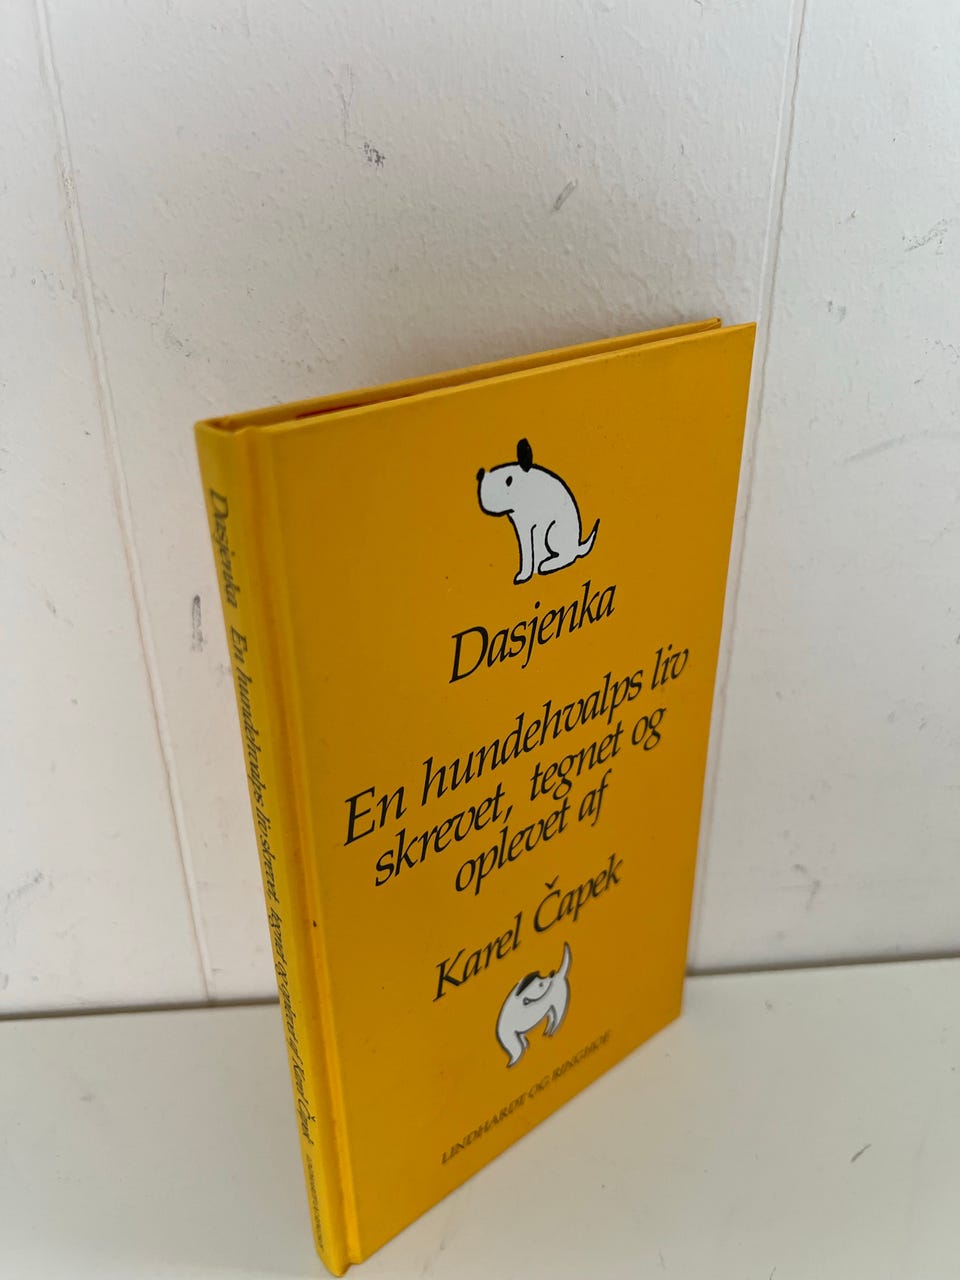 Dasjenka
En hundehvalps liv
skrevet, tegnet og
oplevet af
Karel Čapek
LINDHARDT OG RINGHOF
Dasjenka En hundehvalps liv skrevet, tegnet og oplevet af Karel Čapek